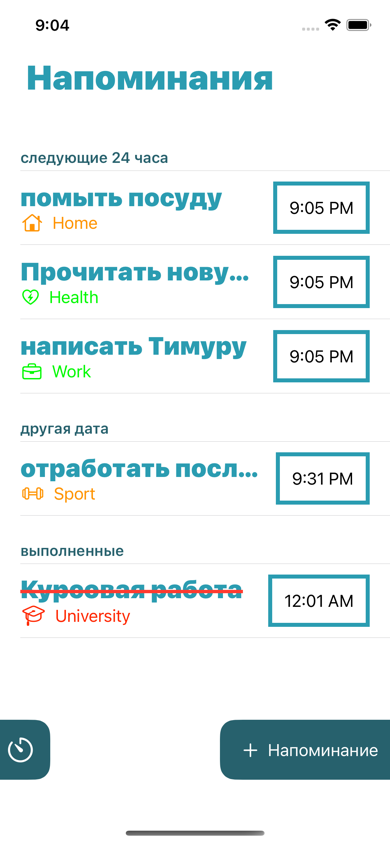 9:04
Напоминания
следующие 24 часа
помыть посуду
9:05 PM
Home
Прочитать нову...
9:05 PM
Health
написать Тимуру
9:05 PM
Work
другая дата
отработать посл...
9:31 PM
Sport
выполненные
Курсовая работа
12:01 AM
University
+ Напоминание